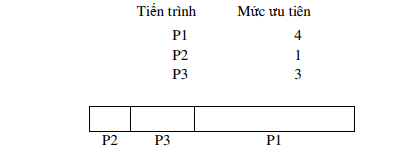 Tiến trình Mức ưu tiên
P1 4
P2 1
P3 3
P2 P3 P1